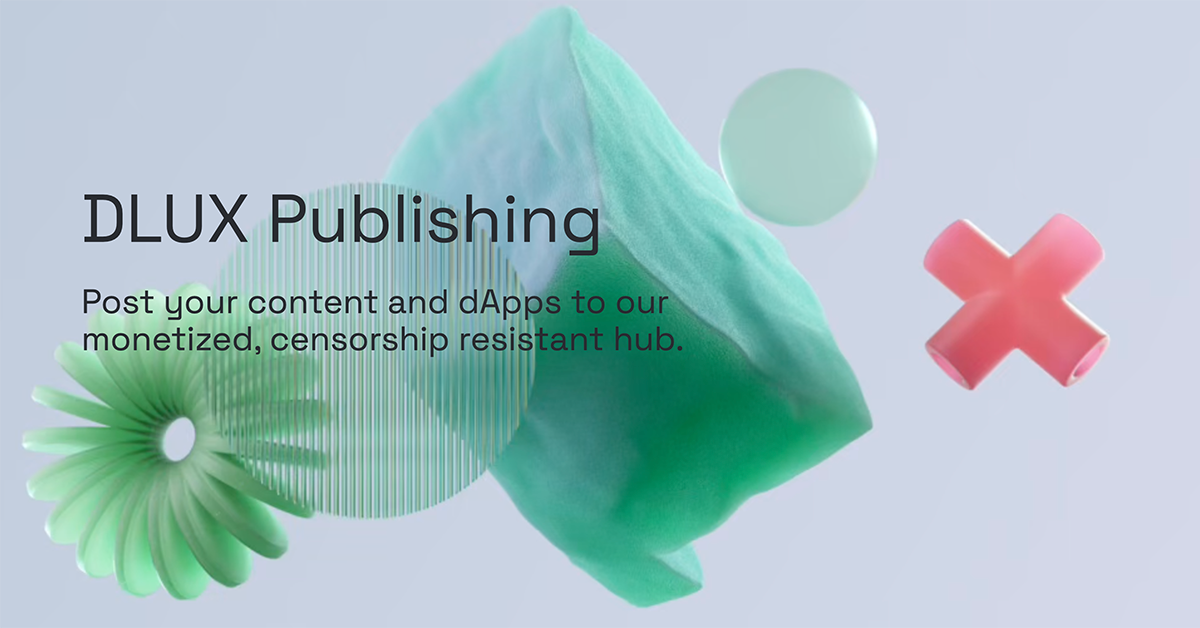 DLUX Publishing
Post your content and dApps to our
monetized, censorship resistant hub.